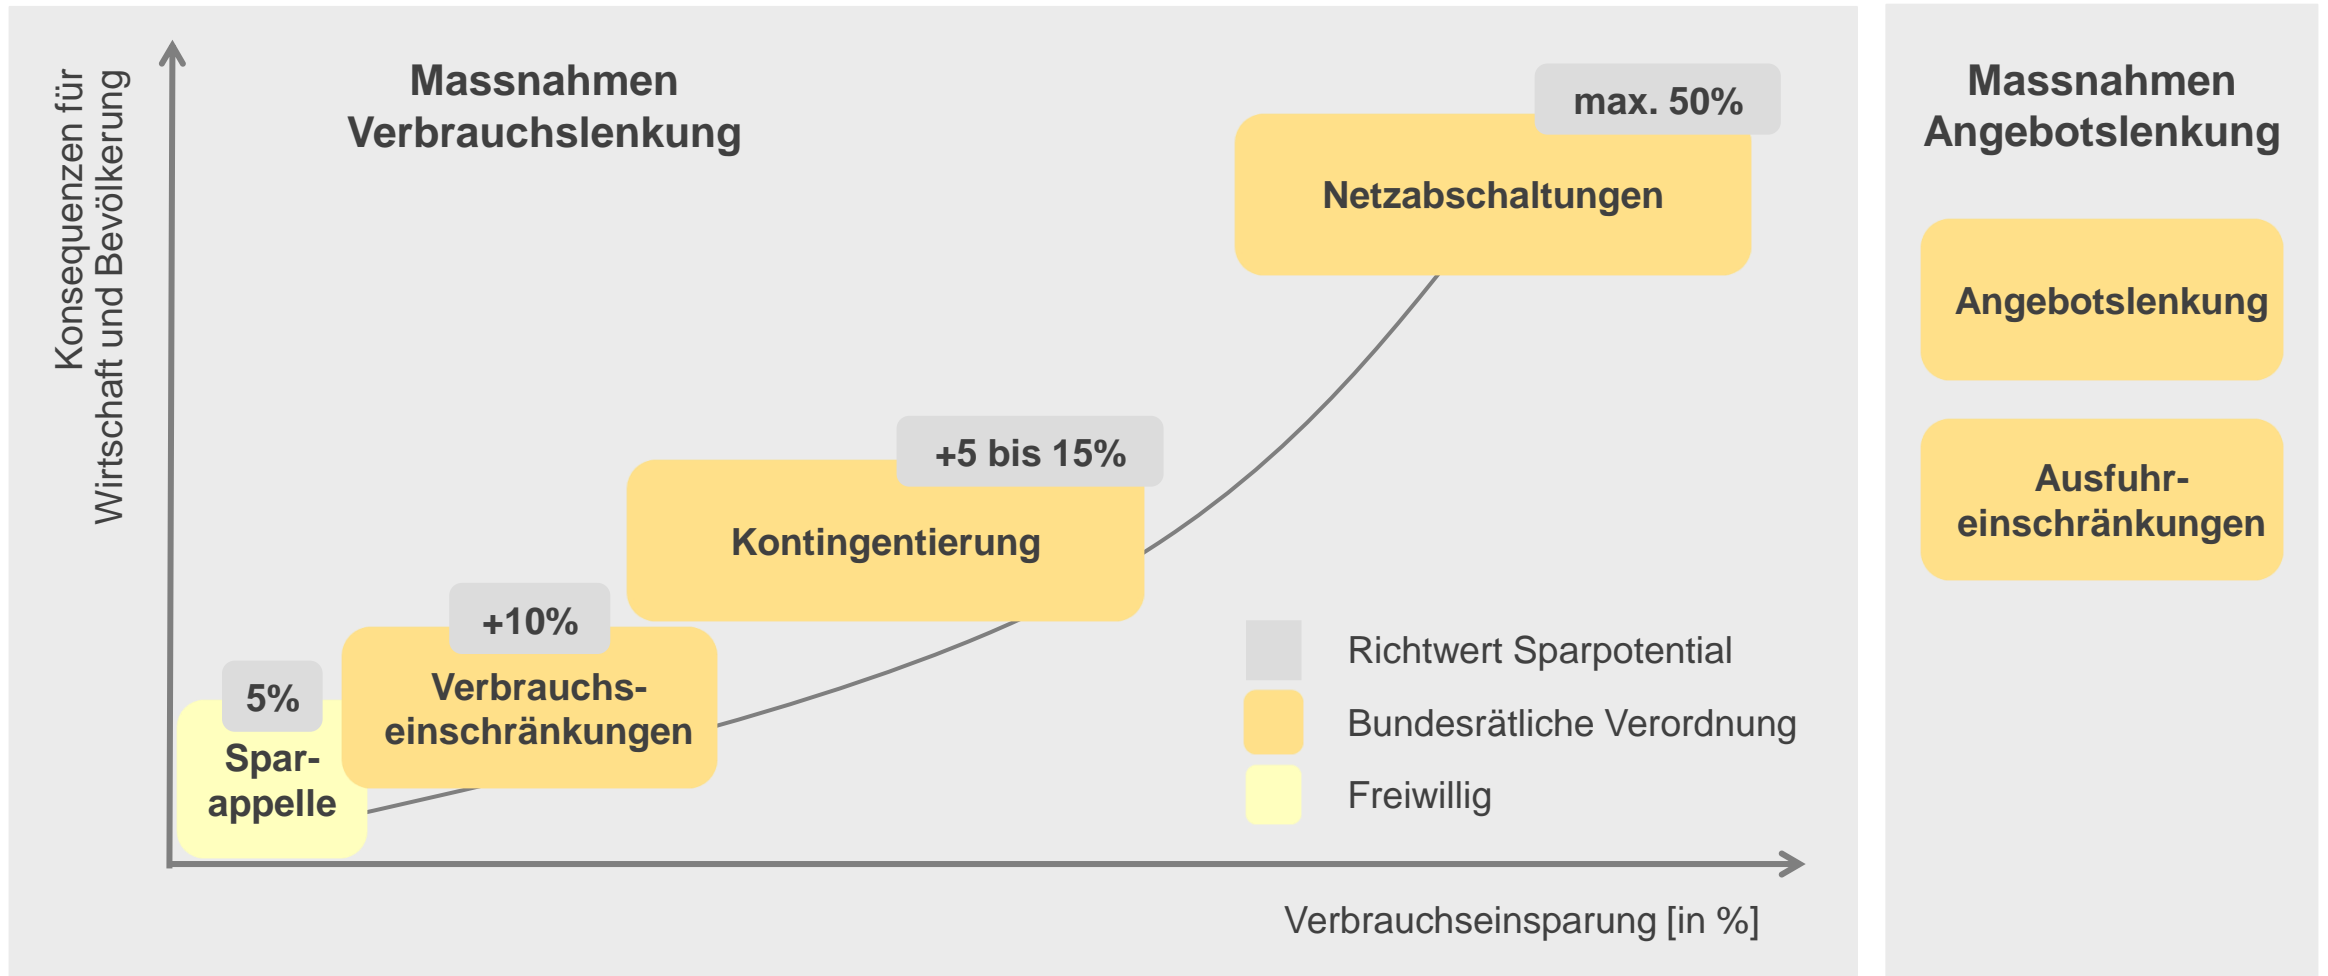 Konsequenzen für
Wirtschaft und Bevölkerung
Massnahmen
Verbrauchslenkung
max. 50%
Netzabschaltungen
+5 bis 15%
Kontingentierung
+10%
Verbrauchs-
einschränkungen
5%
Spar-
appelle
Richtwert Sparpotential
Bundesrätliche Verordnung
Freiwillig
Verbrauchseinsparung [in %]
Massnahmen
Angebotslenkung
Angebotslenkung
Ausfuhr-
einschränkungen